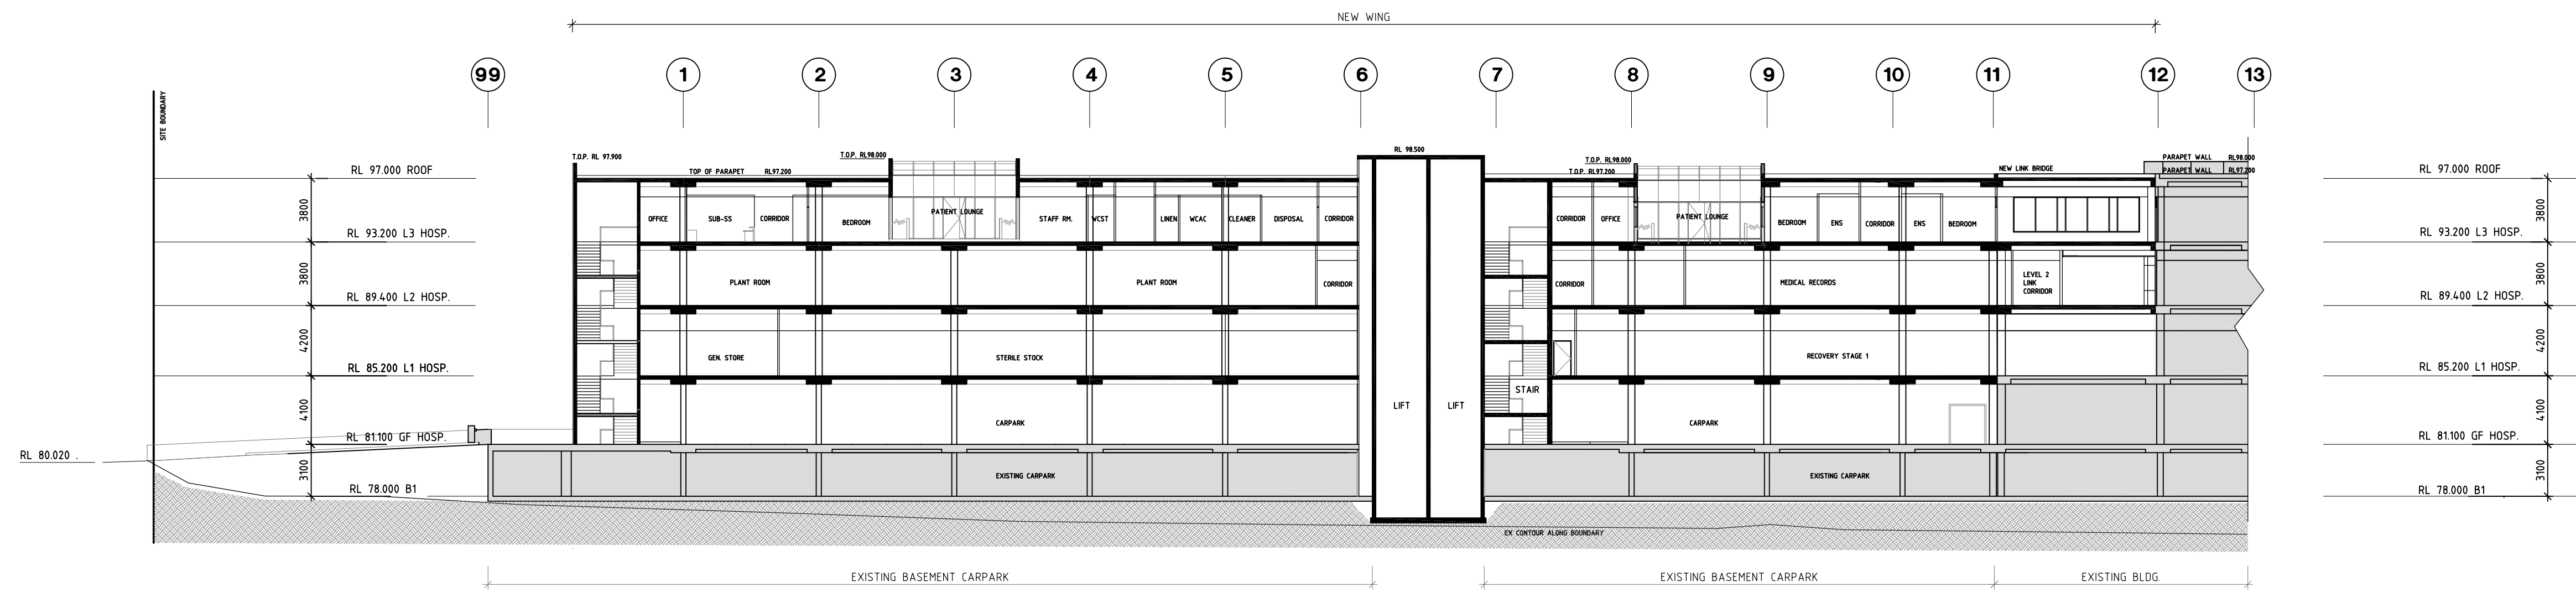 NEW WING
99 1 2 3 4 5 6 7 8 9 10 11 12 13
SITE BOUNDARY
RL 98.500
T.O.P. RL 97.900
T.O.P. RL98.000
T.O.P. RL98.000
PARAPET WALL RL98.000
RL 97.000 ROOF
TOP OF PARAPET RL97.200
T.O.P. RL97.200
NEW LINK BRIDGE
PARAPET WALL RL97.200
RL 97.000 ROOF
3800
OFFICE
SUB-SS
CORRIDOR
BEDROOM
PATIENT LOUNGE
STAFF RM.
WCST
LINEN
WCAC
CLEANER
DISPOSAL
CORRIDOR
CORRIDOR
OFFICE
PATIENT LOUNGE
BEDROOM
ENS
CORRIDOR
ENS
BEDROOM
3800
RL 93.200 L3 HOSP.
RL 93.200 L3 HOSP.
3800
PLANT ROOM
PLANT ROOM
CORRIDOR
CORRIDOR
MEDICAL RECORDS
LEVEL 2
LINK
CORRIDOR
3800
RL 89.400 L2 HOSP.
RL 89.400 L2 HOSP.
4200
GEN. STORE
STERILE STOCK
RECOVERY STAGE 1
4200
RL 85.200 L1 HOSP.
RL 85.200 L1 HOSP.
STAIR
4100
LIFT
LIFT
4100
CARPARK
CARPARK
RL 81.100 GF HOSP.
RL 81.100 GF HOSP.
RL 80.020 .
3100
EXISTING CARPARK
EXISTING CARPARK
3100
RL 78.000 B1
RL 78.000 B1
EX CONTOUR ALONG BOUNDARY
EXISTING BASEMENT CARPARK
EXISTING BASEMENT CARPARK
EXISTING BLDG.